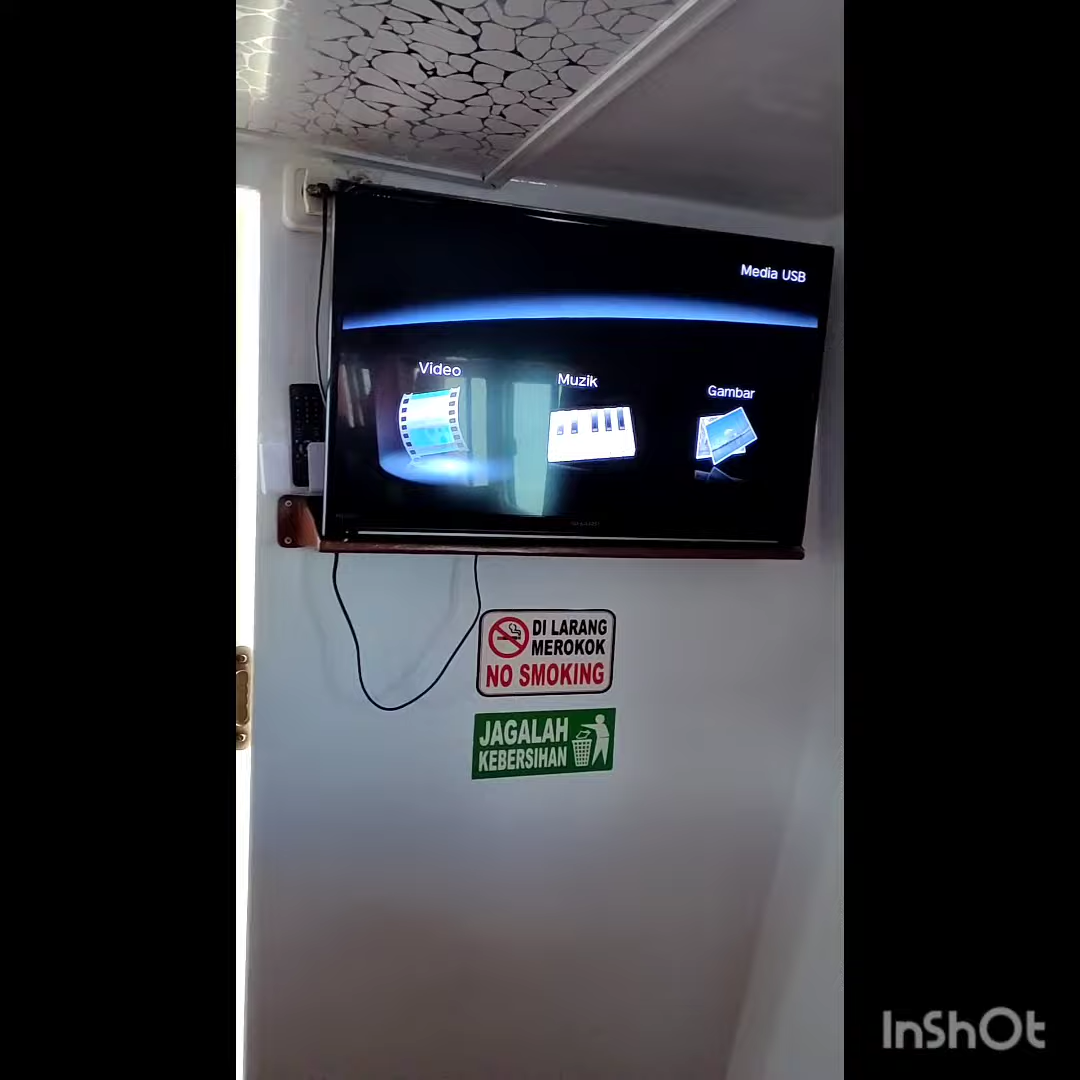 Media USB
Video
Muzik
Gambar
DI LARANG
MEROKOK
NO SMOKING
JAGALAH
KEBERSIHAN
InShOt